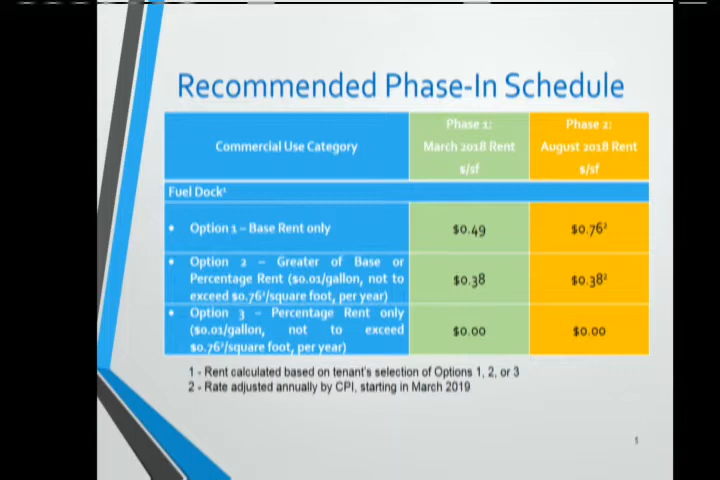 Recommended Phase-In Schedule
Commercial Use Category
Phase 1:
March 2018 Rent
$/sf
Phase 2:
August 2018 Rent
$/sf
Fuel Dock¹
• Option 1 – Base Rent only
$0.49
$0.76²
• Option 2 – Greater of Base or
Percentage Rent ($0.01/gallon, not to
exceed $0.76²/square foot, per year)
$0.38
$0.38²
• Option 3 – Percentage Rent only
($0.01/gallon, not to exceed
$0.76²/square foot, per year)
$0.00
$0.00
1 - Rent calculated based on tenant's selection of Options 1, 2, or 3
2 - Rate adjusted annually by CPI, starting in March 2019